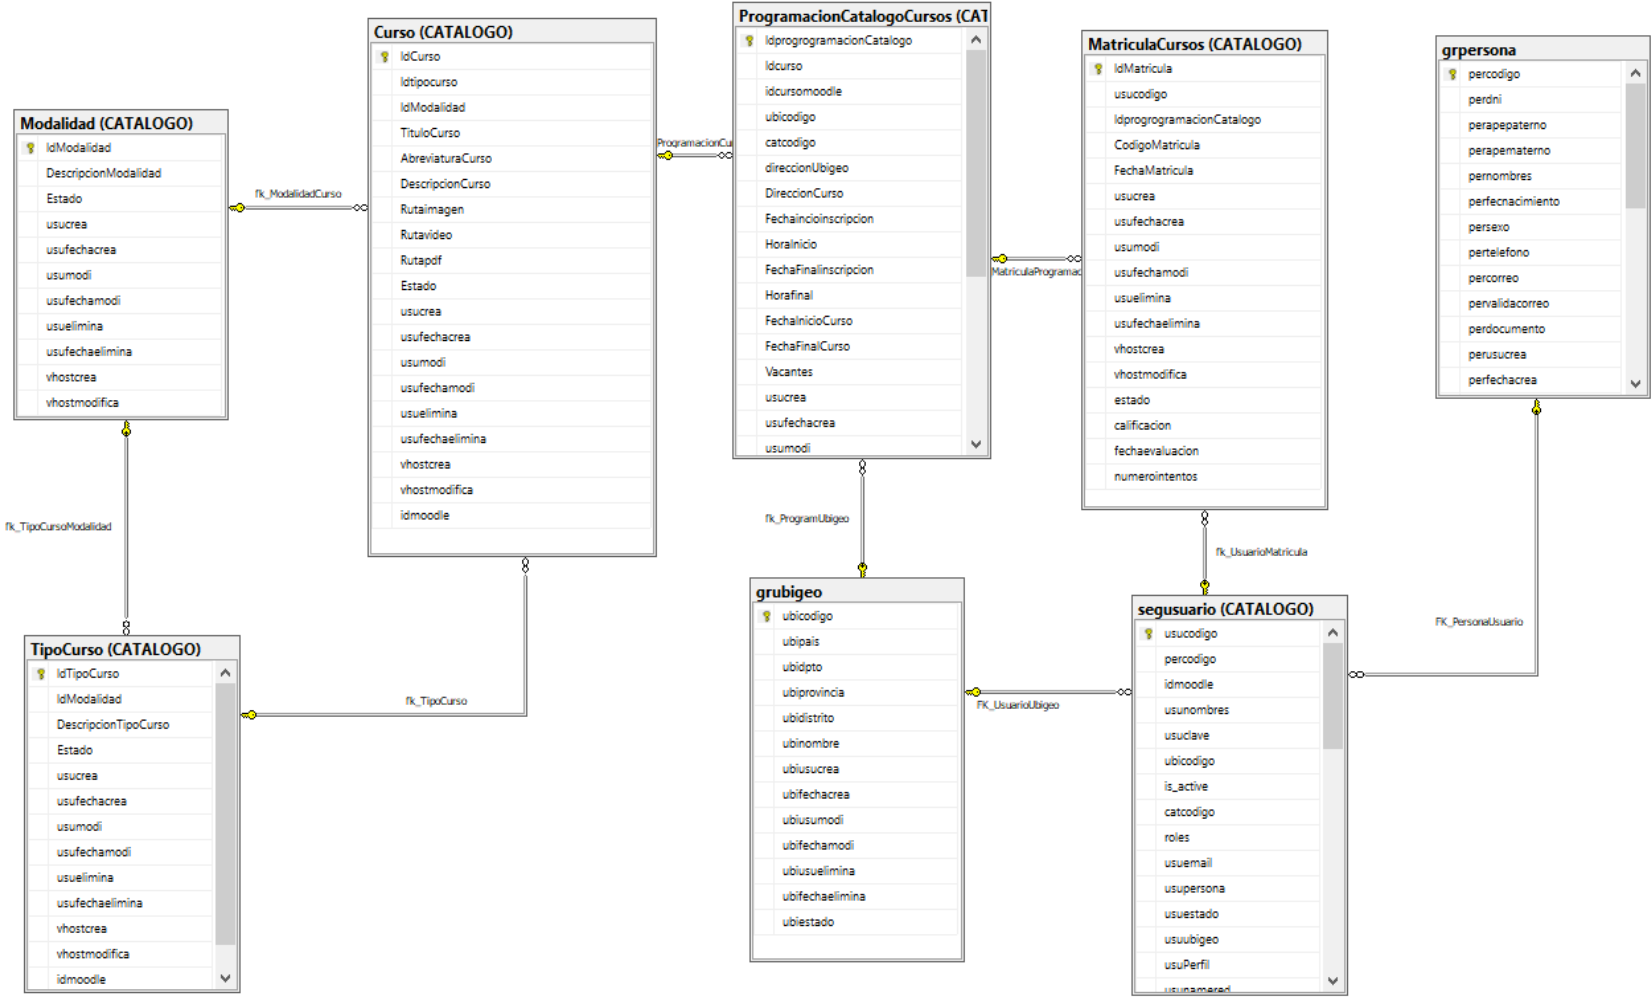 Modalidad (CATALOGO)
IdModalidad
DescripcionModalidad
Estado
usucrea
usufechacrea
usumodi
usufechamodi
usuelimina
usufechaelimina
vhostcrea
vhostmodifica
fk_ModalidadCurso
fk_TipoCursoModalidad
TipoCurso (CATALOGO)
IdTipoCurso
IdModalidad
DescripcionTipoCurso
Estado
usucrea
usufechacrea
usumodi
usufechamodi
usuelimina
usufechaelimina
vhostcrea
vhostmodifica
idmoodle
fk_TipoCurso
Curso (CATALOGO)
IdCurso
Idtipocurso
IdModalidad
TituloCurso
AbreviaturaCurso
DescripcionCurso
Rutaimagen
Rutavideo
Rutapdf
Estado
usucrea
usufechacrea
usumodi
usufechamodi
usuelimina
usufechaelimina
vhostcrea
vhostmodifica
idmoodle
ProgramacionCu
ProgramacionCatalogoCursos (CAT
IdprogrogramacionCatalogo
Idcurso
idcursomoodle
ubicodigo
catcodigo
direccionUbigeo
DireccionCurso
Fechaincioinscripcion
HoraInicio
FechaFinalinscripcion
Horafinal
FechaInicioCurso
FechaFinalCurso
Vacantes
usucrea
usufechacrea
usumodi
MatriculaProgramac
fk_ProgramUbigeo
grubigeo
ubicodigo
ubipais
ubidpto
ubiprovincia
ubidistrito
ubinombre
ubiusucrea
ubifechacrea
ubiusumodi
ubifechamodi
ubiusuelimina
ubifechaelimina
ubiestado
FK_UsuarioUbigeo
MatriculaCursos (CATALOGO)
IdMatricula
usucodigo
IdprogrogramacionCatalogo
CodigoMatricula
FechaMatricula
usucrea
usufechacrea
usumodi
usufechamodi
usuelimina
usufechaelimina
vhostcrea
vhostmodifica
estado
calificacion
fechaevaluacion
numerointentos
fk_UsuarioMatricula
segusuario (CATALOGO)
usucodigo
percodigo
idmoodle
usunombres
usuclave
ubicodigo
is_active
catcodigo
roles
usuemail
usupersona
usuestado
usuubigeo
usuPerfil
usunamered
grpersona
percodigo
perdni
perapepaterno
perapematerno
pernombres
perfecnacimiento
persexo
pertelefono
percorreo
pervalidacorreo
perdocumento
perusucrea
perfechacrea
FK_PersonaUsuario